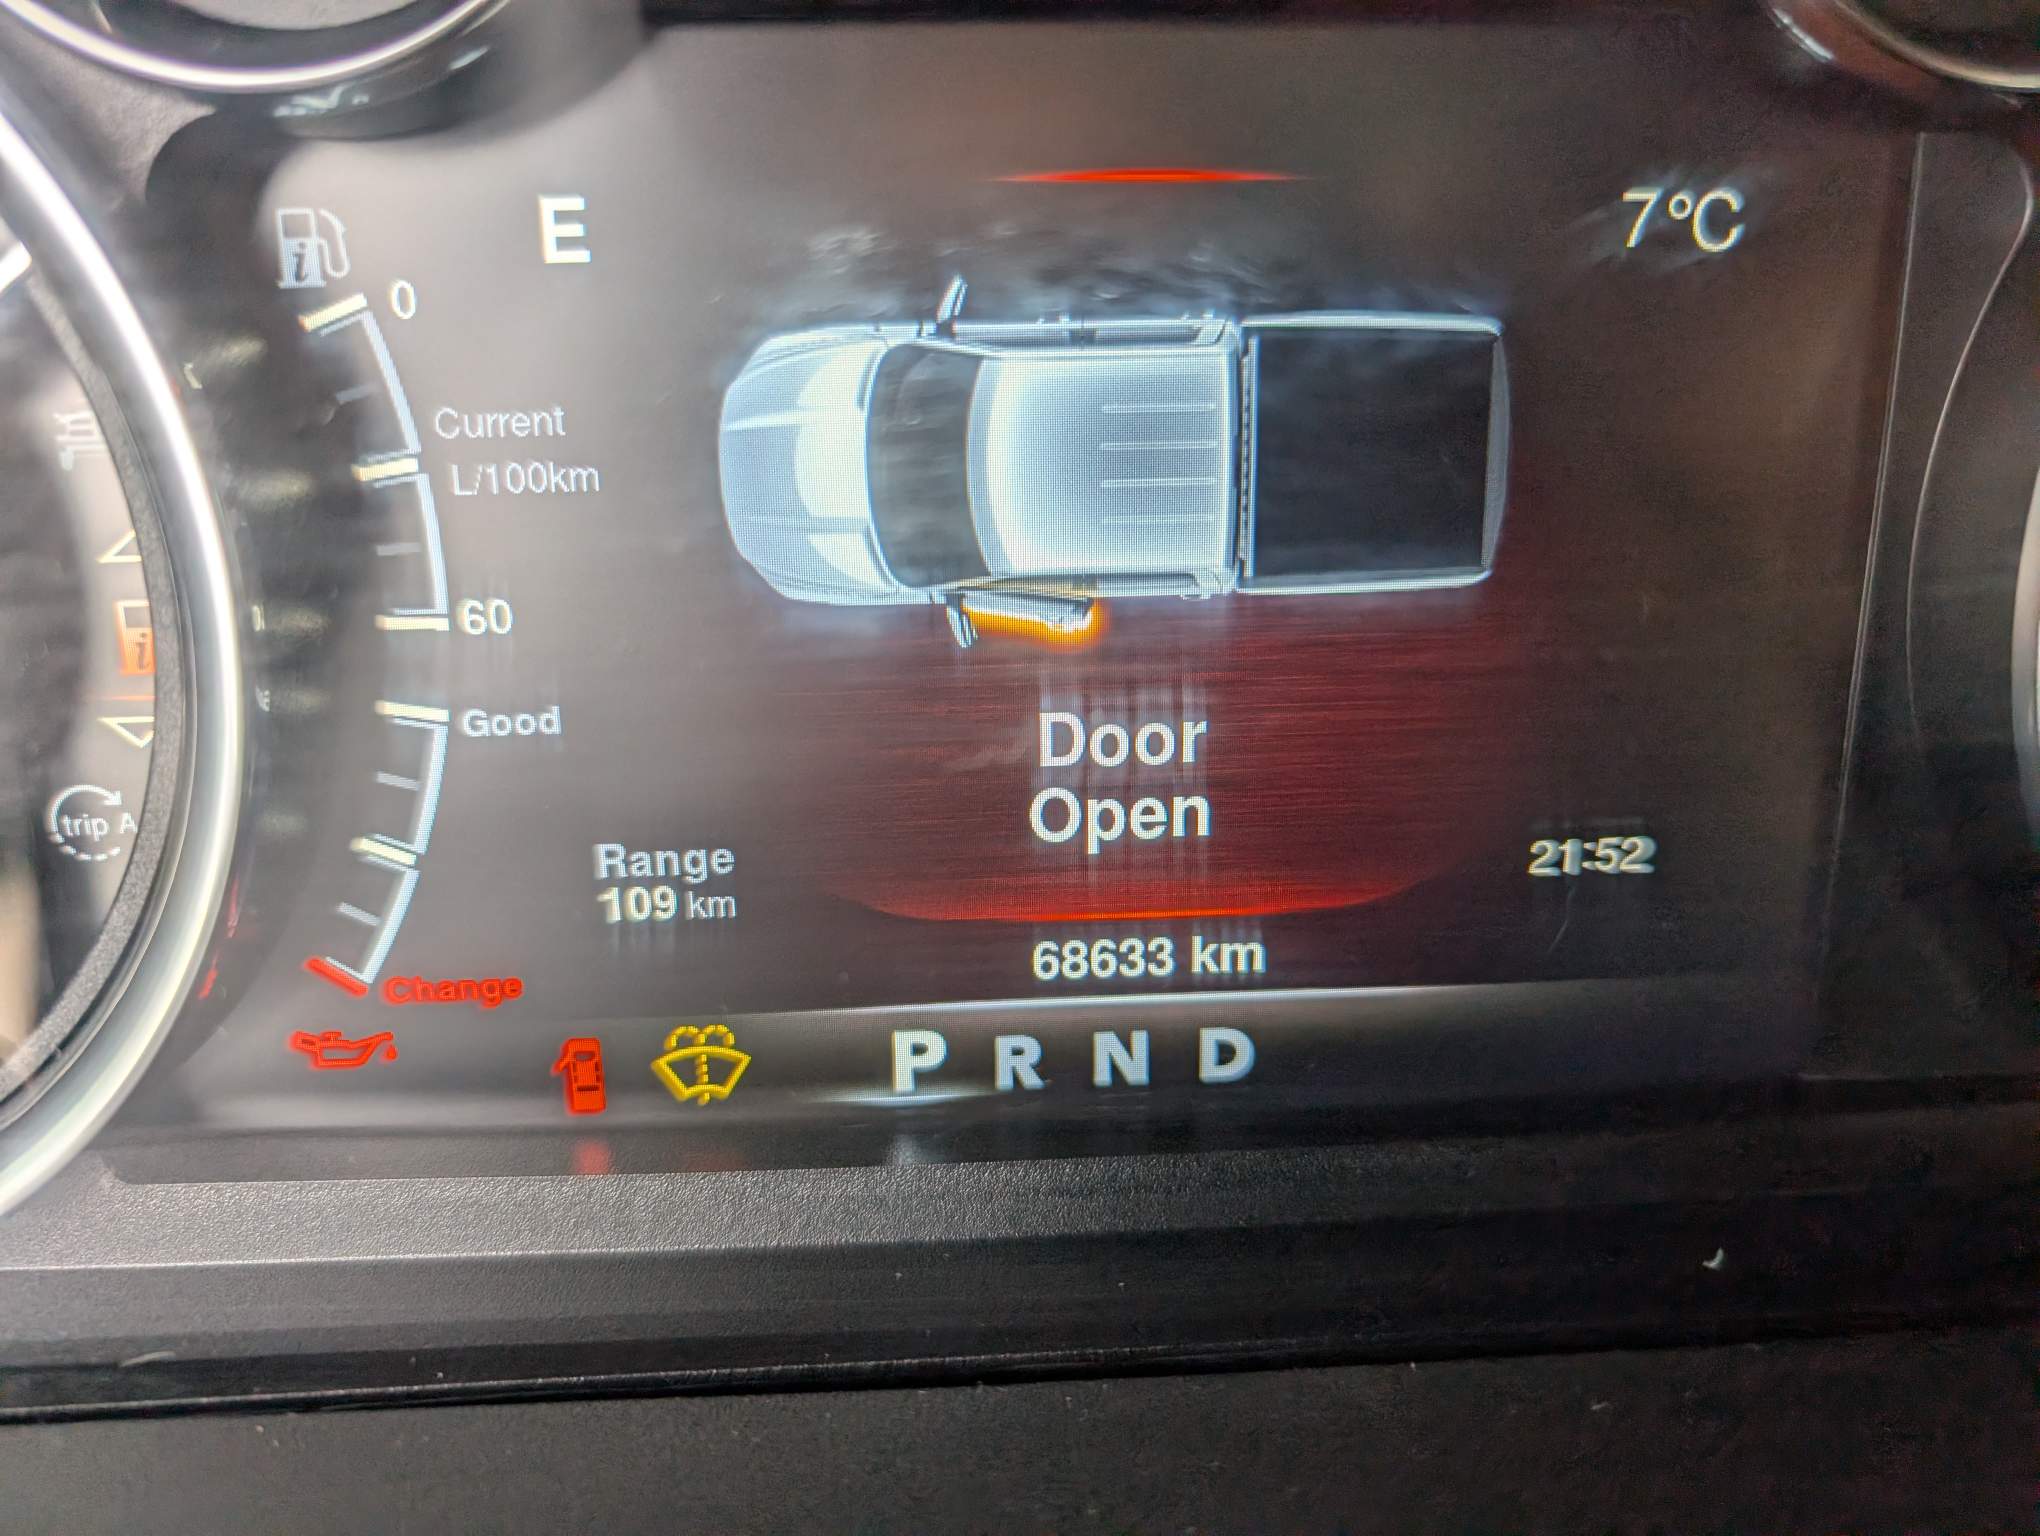 E
7°C
0
Current
L/100km
60
Good
Door
Open
trip A
Range
109 km
21:52
68633 km
Change
P R N D